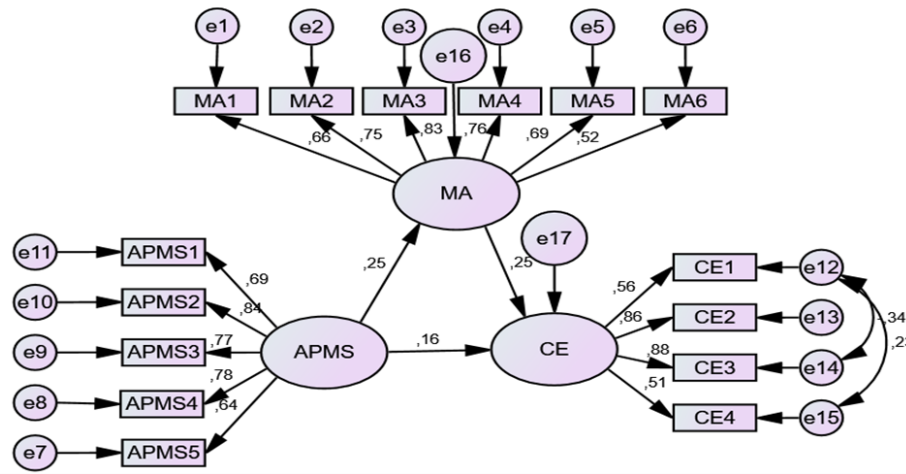 e1 e2 e3 e4 e5 e6
e16
MA1 MA2 MA3 MA4 MA5 MA6
,66 ,75 ,83 ,76 ,69 ,52
MA
e17
e11 APMS1
,69
,25
,25
CE1 e12
,56
e10 APMS2
,84
CE2 e13
,86
,34
e9 APMS3
,77
APMS
,16
CE
,88
CE3 e14
,78
e8 APMS4
,51
CE4 e15
,64
e7 APMS5